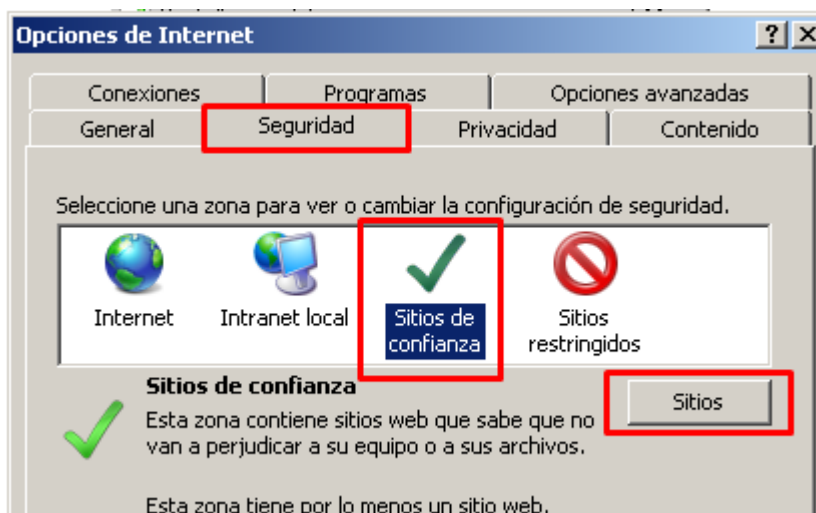 Opciones de Internet
Conexiones Programas Opciones avanzadas
General Seguridad Privacidad Contenido
Seleccione una zona para ver o cambiar la configuración de seguridad.
Internet Intranet local Sitios de confianza Sitios restringidos
Sitios de confianza
Sitios
Esta zona contiene sitios web que sabe que no
van a perjudicar a su equipo o a sus archivos.
Esta zona tiene por lo menos un sitio web.